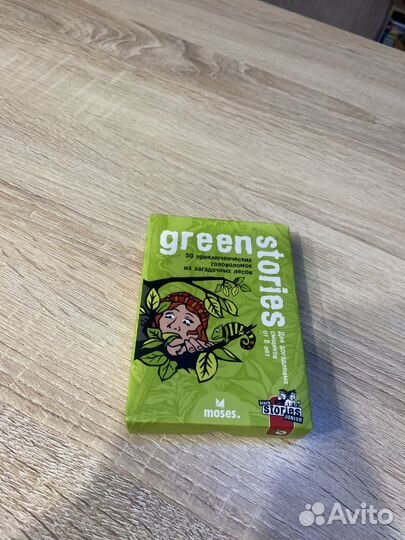 green
stories
50 приключенческих
головоломок
из загадочных лесов
Для догадливых
сыщиков
от 8 лет
moses.
stories
JUNIOR
Avito